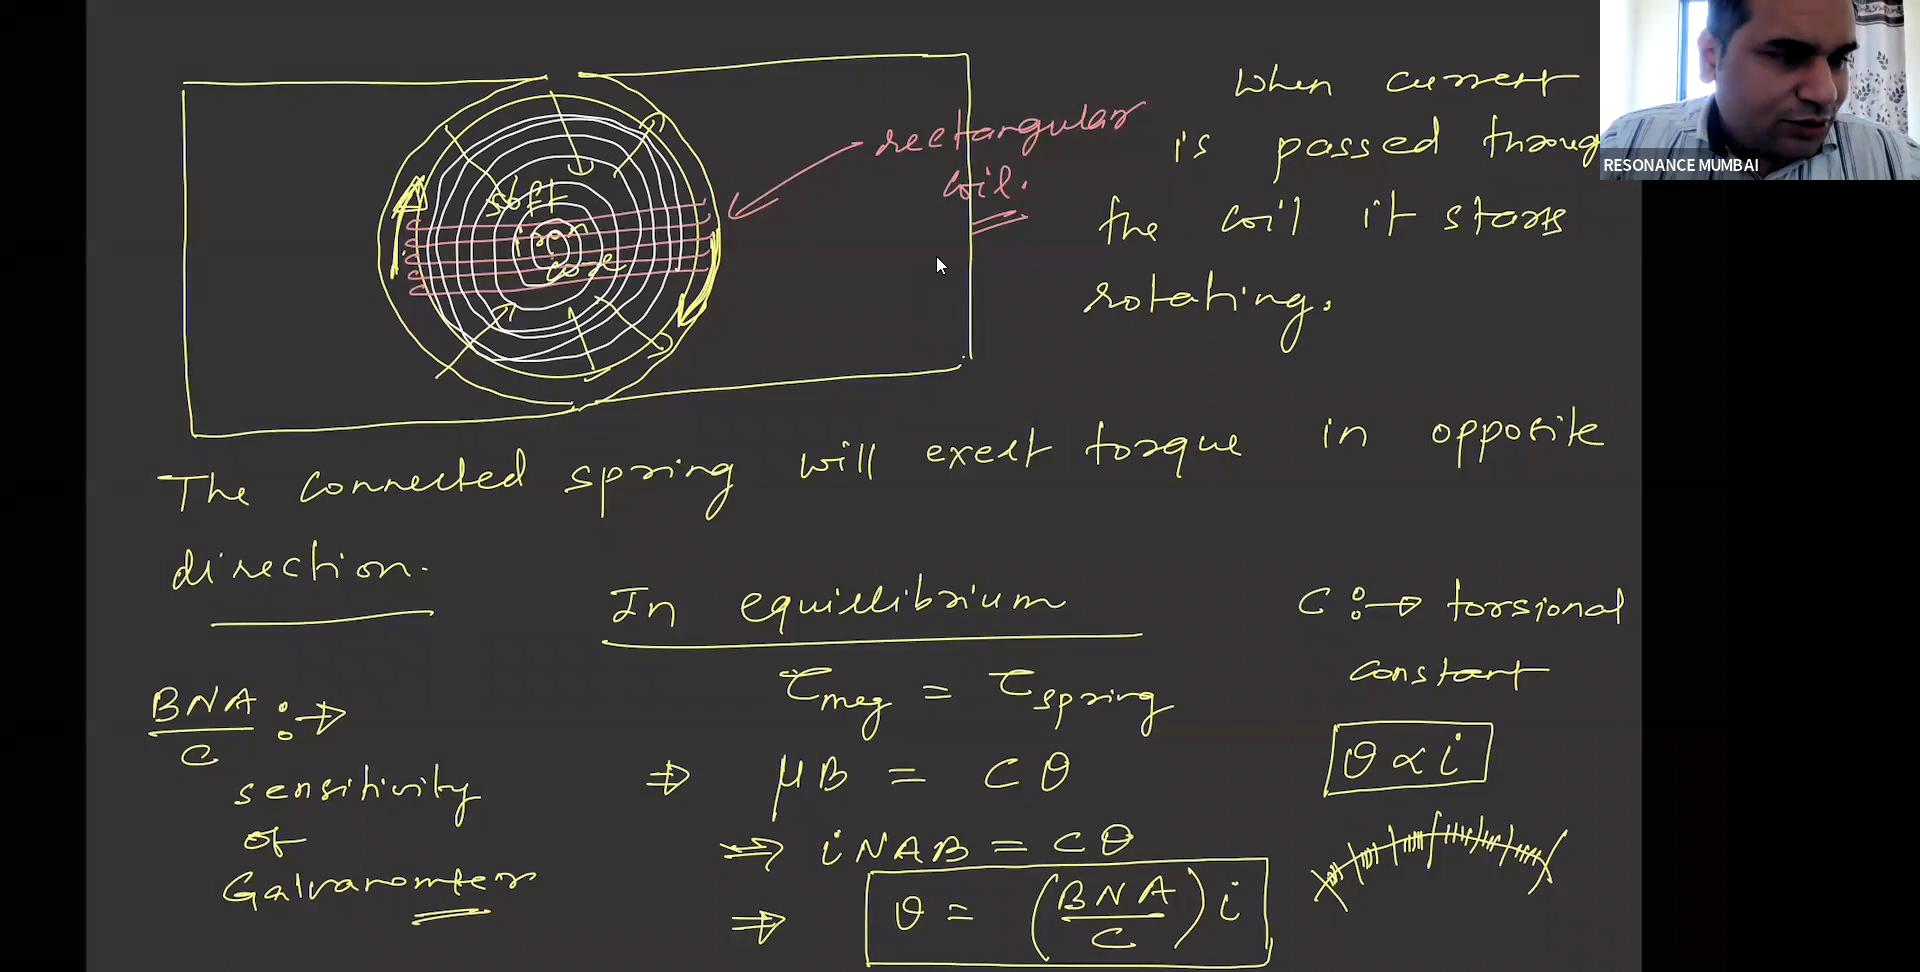 When current
is passed throug
the coil it starts
rotating.
RESONANCE MUMBAI
rectangular
coil.
soft
iron
core
The connected spring will exert torque in opposite
direction.
In equillibrium
C : → torsional
constant
τmeg = τspring
BNA/C : →
sensitivity
of
Galvanometer
⇒ μB = Cθ
θ ∝ i
⇒ iNAB = Cθ
⇒ θ = (BNA/C) i